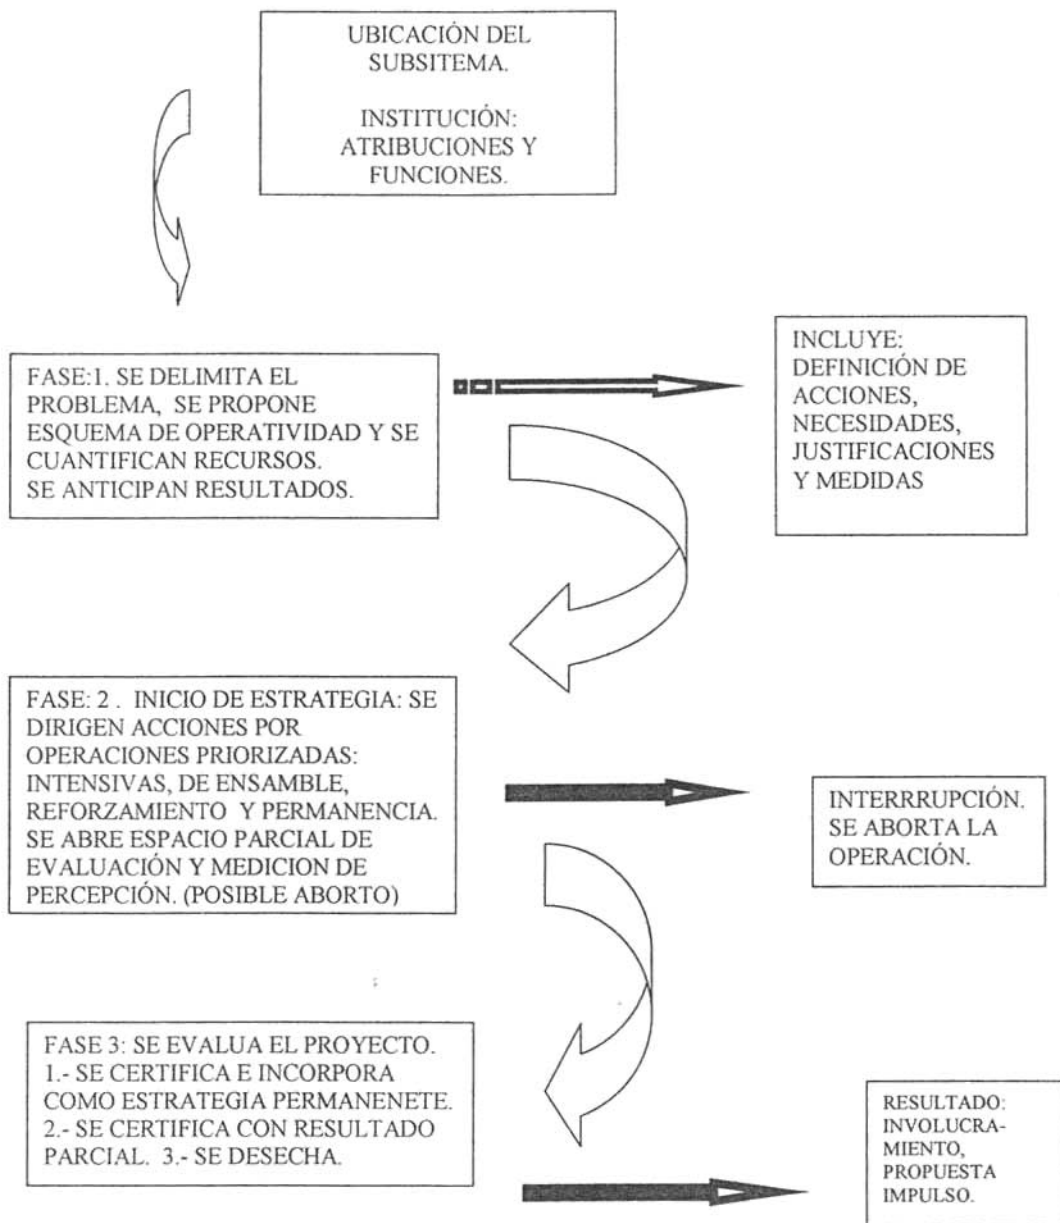 UBICACIÓN DEL
SUBSITEMA.
INSTITUCIÓN:
ATRIBUCIONES Y
FUNCIONES.
FASE:1. SE DELIMITA EL
PROBLEMA, SE PROPONE
ESQUEMA DE OPERATIVIDAD Y SE
CUANTIFICAN RECURSOS.
SE ANTICIPAN RESULTADOS.
INCLUYE:
DEFINICIÓN DE
ACCIONES,
NECESIDADES,
JUSTIFICACIONES
Y MEDIDAS
FASE: 2 . INICIO DE ESTRATEGIA: SE
DIRIGEN ACCIONES POR
OPERACIONES PRIORIZADAS:
INTENSIVAS, DE ENSAMBLE,
REFORZAMIENTO Y PERMANENCIA.
SE ABRE ESPACIO PARCIAL DE
EVALUACIÓN Y MEDICION DE
PERCEPCIÓN. (POSIBLE ABORTO)
INTERRRUPCIÓN.
SE ABORTA LA
OPERACIÓN.
FASE 3: SE EVALUA EL PROYECTO.
1.- SE CERTIFICA E INCORPORA
COMO ESTRATEGIA PERMANENETE.
2.- SE CERTIFICA CON RESULTADO
PARCIAL. 3.- SE DESECHA.
RESULTADO:
INVOLUCRA-
MIENTO,
PROPUESTA
IMPULSO.